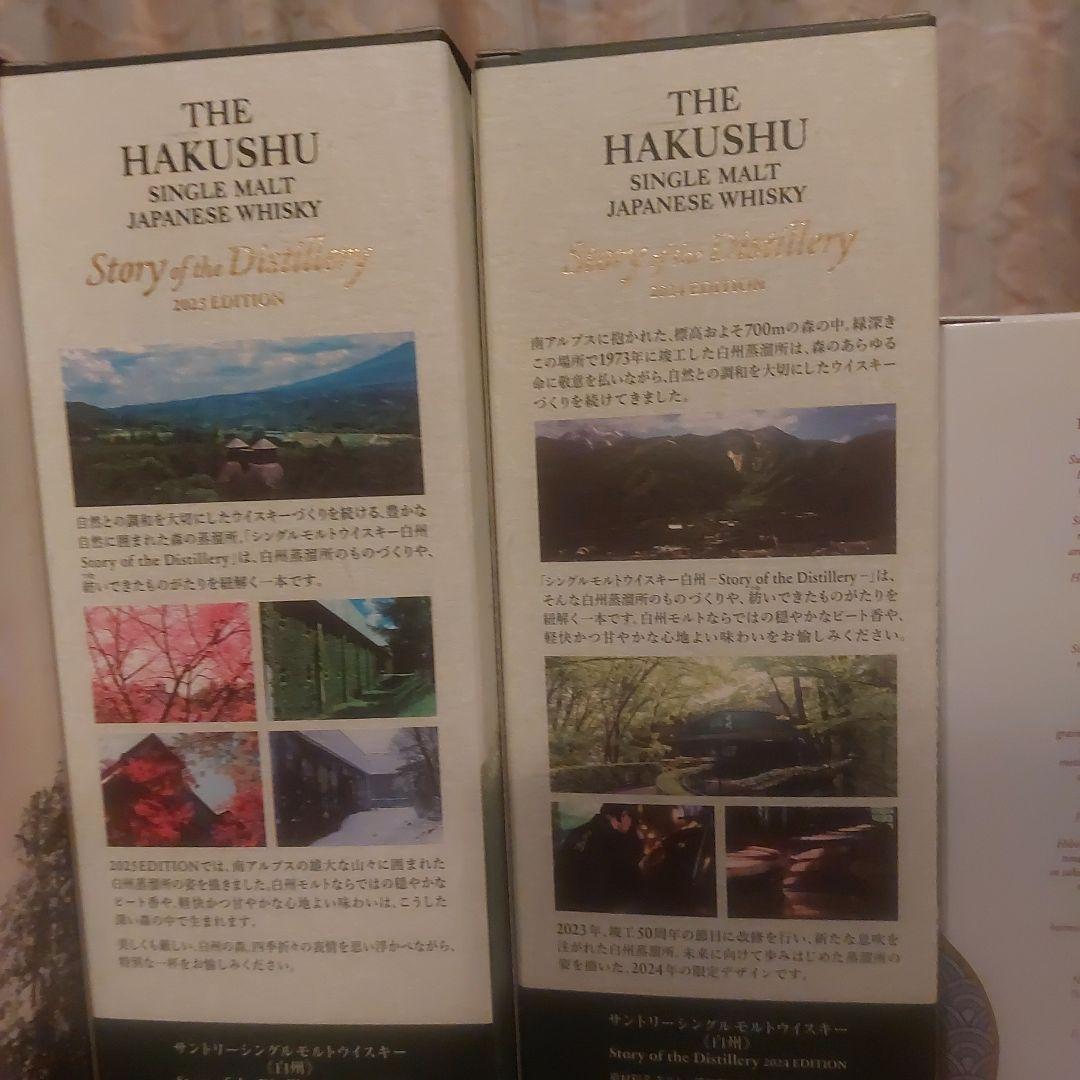 THE
HAKUSHU
SINGLE MALT
JAPANESE WHISKY
Story of the Distillery
2025 EDITION
自然との調和を大切にしたウイスキーづくりを続ける、豊かな
自然に囲まれた森の蒸溜所。「シングルモルトウイスキー白州
Story of the Distillery」は、白州蒸溜所のものづくりや、
紡いできたものがたりを紐解く一本です。
2025 EDITIONでは、南アルプスの雄大な山々に囲まれた
白州蒸溜所の姿を描きました。白州モルトならではの穏やかな
ピート香や、軽快かつ甘やかな心地よい味わいは、こうした
深い森の中で生まれます。
美しくも厳しい、白州の森。四季折々の表情を思い浮かべながら、
特別な一杯をお愉しみください。
サントリーシングルモルトウイスキー
《白州》
THE
HAKUSHU
SINGLE MALT
JAPANESE WHISKY
Story of the Distillery
2024 EDITION
南アルプスに抱かれた、標高およそ700mの森の中。緑深き
この場所で1973年に竣工した白州蒸溜所は、森のあらゆる
命に敬意を払いながら、自然との調和を大切にしたウイスキー
づくりを続けてきました。
「シングルモルトウイスキー白州－Story of the Distillery－」は、
そんな白州蒸溜所のものづくりや、紡いできたものがたりを
紐解く一本です。白州モルトならではの穏やかなピート香や、
軽快かつ甘やかな心地よい味わいをお愉しみください。
2023年、竣工50周年の節目に改修を行い、新たな息吹を
注がれた白州蒸溜所。未来に向けて歩みはじめた蒸溜所の
姿を描いた、2024年の限定デザインです。
サントリーシングルモルトウイスキー
《白州》
Story of the Distillery 2024 EDITION